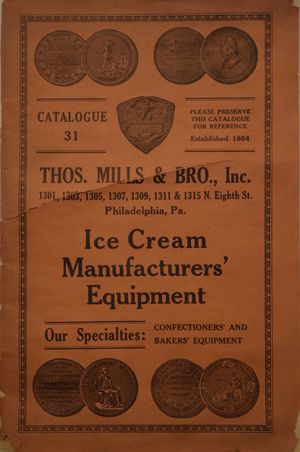 CATALOGUE
31
PLEASE PRESERVE
THIS CATALOGUE
FOR REFERENCE
Established 1864
THOS. MILLS & BRO., Inc.
1301, 1303, 1305, 1307, 1309, 1311 & 1315 N. Eighth St.
Philadelphia, Pa.
Ice Cream
Manufacturers'
Equipment
Our Specialties:
CONFECTIONERS' AND
BAKERS' EQUIPMENT